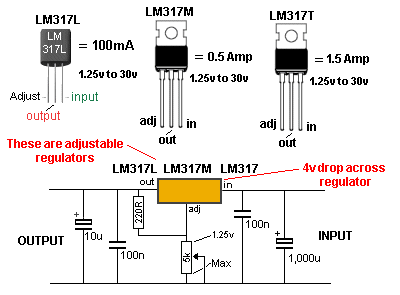 LM317L
LM317M
LM317T
LM
317L
= 100mA
1.25v to 30v
= 0.5 Amp
1.25v to 30v
= 1.5 Amp
1.25v to 30v
Adjust
input
output
adj
in
out
adj
in
out
These are adjustable
regulators
LM317L LM317M LM317
4v drop across
regulator
out
in
adj
220R
1.25v
100n
OUTPUT
10u
100n
5k
Max
INPUT
1,000u
+
+